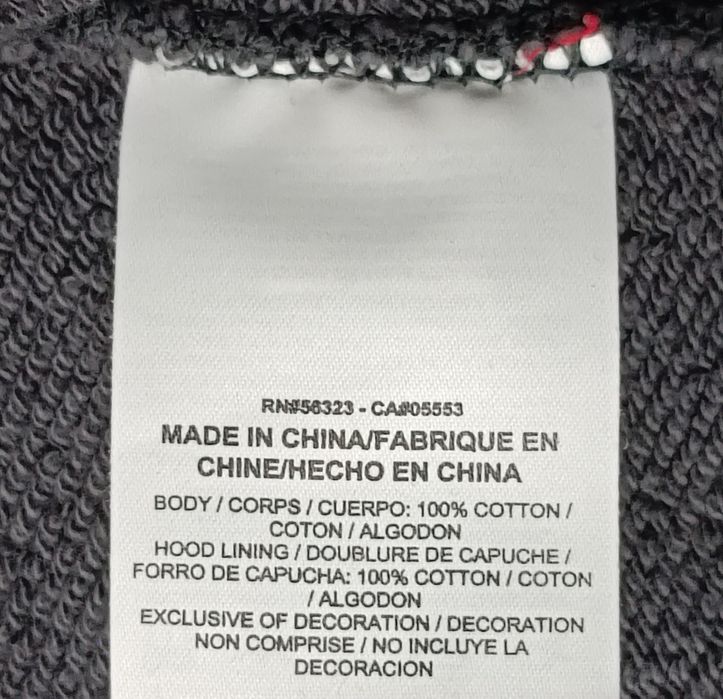 RN#56323 - CA#05553
MADE IN CHINA/FABRIQUE EN
CHINE/HECHO EN CHINA
BODY / CORPS / CUERPO: 100% COTTON /
COTON / ALGODON
HOOD LINING / DOUBLURE DE CAPUCHE /
FORRO DE CAPUCHA: 100% COTTON / COTON
/ ALGODON
EXCLUSIVE OF DECORATION / DECORATION
NON COMPRISE / NO INCLUYE LA
DECORACION